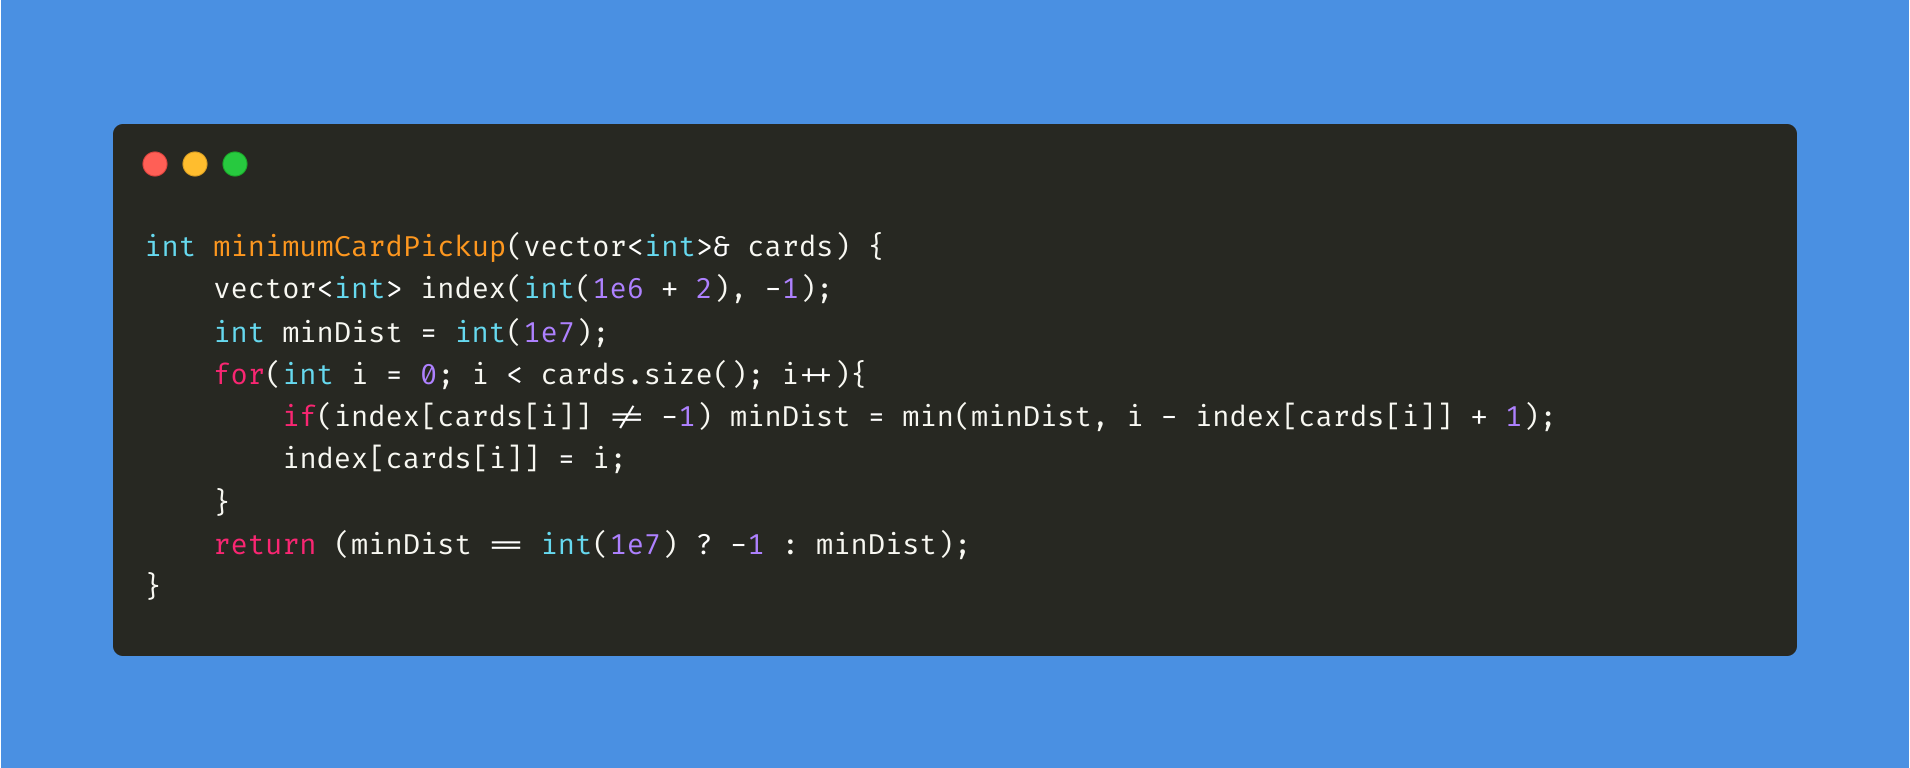 int minimumCardPickup(vector<int>& cards) {
    vector<int> index(int(1e6 + 2), -1);
    int minDist = int(1e7);
    for(int i = 0; i < cards.size(); i++){
        if(index[cards[i]] != -1) minDist = min(minDist, i - index[cards[i]] + 1);
        index[cards[i]] = i;
    }
    return (minDist == int(1e7) ? -1 : minDist);
}